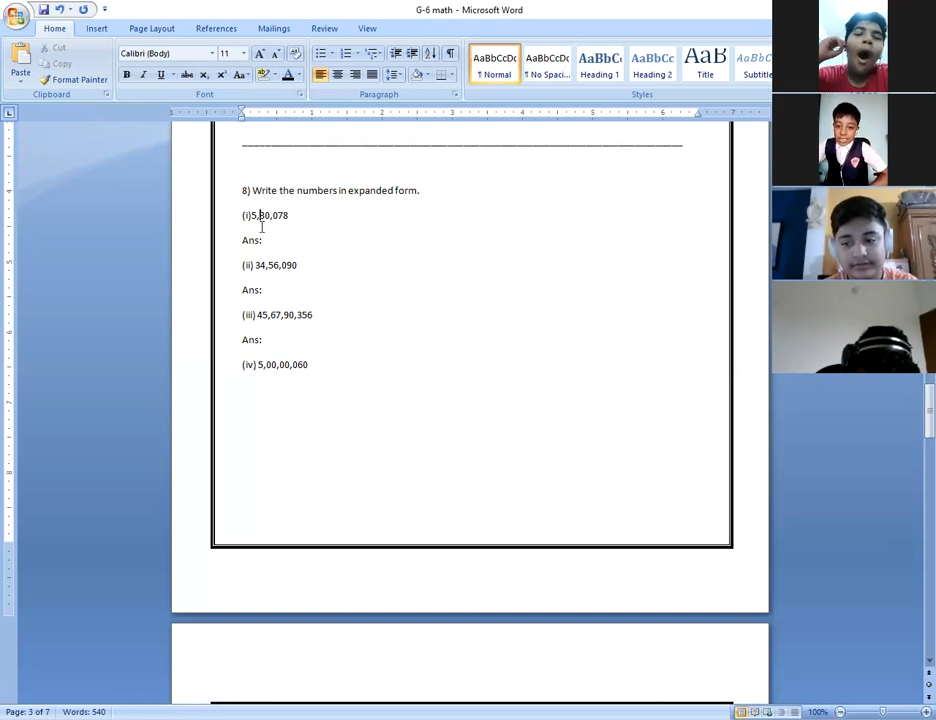 G-6 math - Microsoft Word
Home Insert Page Layout References Mailings Review View
Cut
Copy
Format Painter
Paste
Calibri (Body) 11
AaBbCcDc AaBbCcDc AaBbC AaBbCc AaB AaBbCc
¶ Normal ¶ No Spaci... Heading 1 Heading 2 Title Subtitle
Clipboard Font Paragraph Styles
8) Write the numbers in expanded form.
(i)5,80,078
Ans:
(ii) 34,56,090
Ans:
(iii) 45,67,90,356
Ans:
(iv) 5,00,00,060
Page: 3 of 7 Words: 540 100%